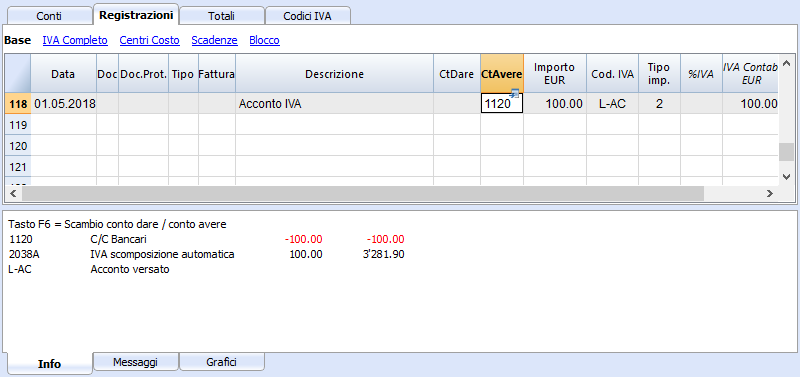 Conti Registrazioni Totali Codici IVA
Base IVA Completo Centri Costo Scadenze Blocco
Data Doc Doc.Prot. Tipo Fattura Descrizione CtDare CtAvere Importo EUR Cod. IVA Tipo imp. %IVA IVA Contab EUR
118 01.05.2018 Acconto IVA 1120 100.00 L-AC 2 100.00
119
120
121
Tasto F6 = Scambio conto dare / conto avere
1120 C/C Bancari -100.00 -100.00
2038A IVA scomposizione automatica 100.00 3'281.90
L-AC Acconto versato
Info Messaggi Grafici